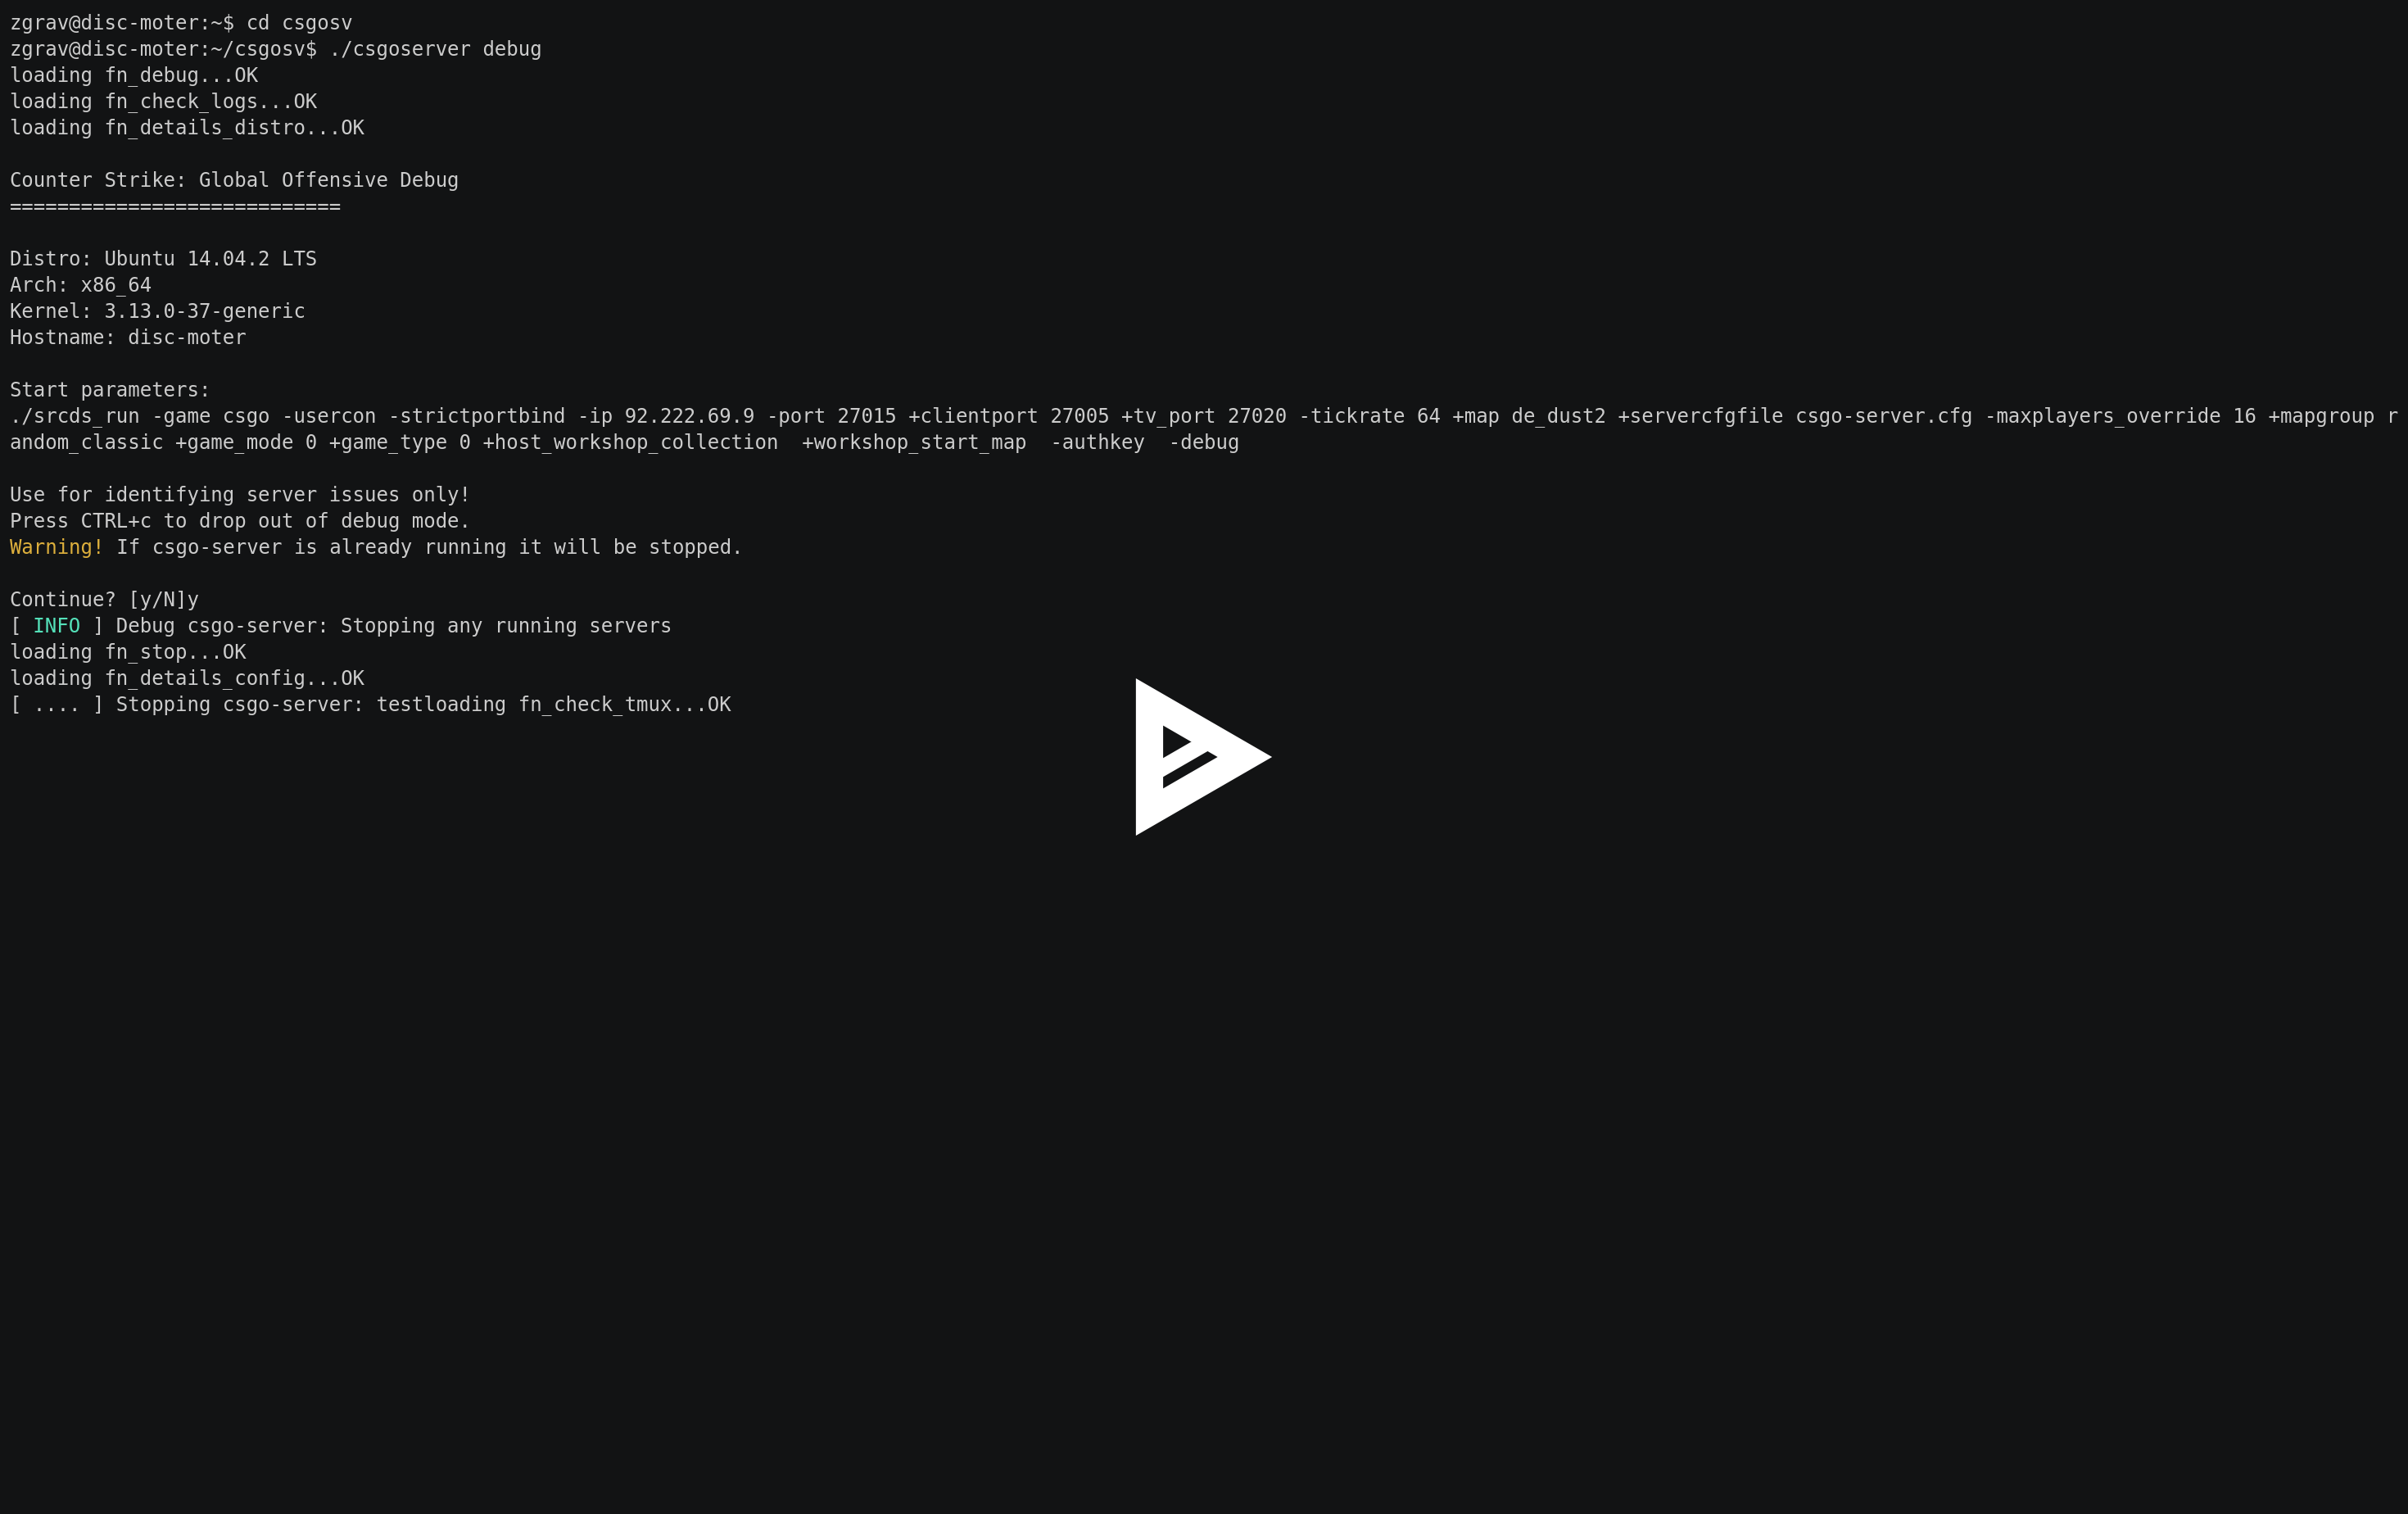 zgrav@disc-moter:~$ cd csgosv
zgrav@disc-moter:~/csgosv$ ./csgoserver debug
loading fn_debug...OK
loading fn_check_logs...OK
loading fn_details_distro...OK
Counter Strike: Global Offensive Debug
============================
Distro: Ubuntu 14.04.2 LTS
Arch: x86_64
Kernel: 3.13.0-37-generic
Hostname: disc-moter
Start parameters:
./srcds_run -game csgo -usercon -strictportbind -ip 92.222.69.9 -port 27015 +clientport 27005 +tv_port 27020 -tickrate 64 +map de_dust2 +servercfgfile csgo-server.cfg -maxplayers_override 16 +mapgroup r
andom_classic +game_mode 0 +game_type 0 +host_workshop_collection  +workshop_start_map  -authkey  -debug
Use for identifying server issues only!
Press CTRL+c to drop out of debug mode.
Warning! If csgo-server is already running it will be stopped.
Continue? [y/N]y
[ INFO ] Debug csgo-server: Stopping any running servers
loading fn_stop...OK
loading fn_details_config...OK
[ .... ] Stopping csgo-server: testloading fn_check_tmux...OK